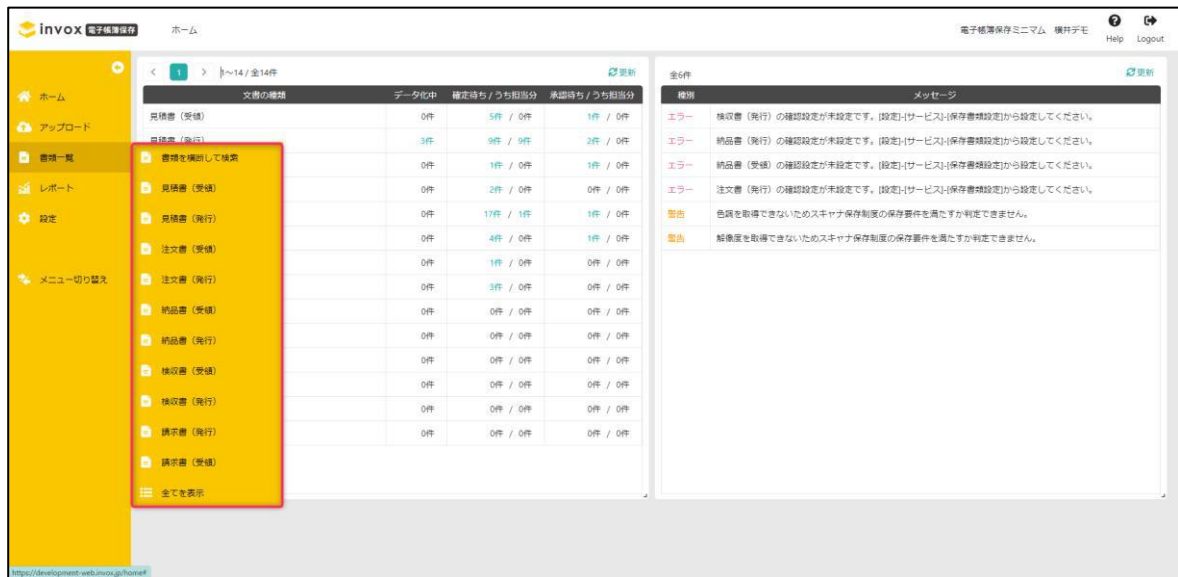 invox 電子帳簿保存 ホーム 電子帳簿保存ミニマム 横井デモ Help Logout
ホーム
アップロード
書類一覧
レポート
設定
メニュー切り替え
書類を横断して検索
見積書（受領）
見積書（発行）
注文書（受領）
注文書（発行）
納品書（受領）
納品書（発行）
検収書（受領）
検収書（発行）
請求書（発行）
請求書（受領）
全てを表示
< 1 > 1～14 / 全14件 更新
文書の種類 データ化中 確定待ち / うち担当分 承認待ち / うち担当分
見積書（受領） 0件 5件 / 0件 1件 / 0件
見積書（発行） 3件 9件 / 9件 2件 / 0件
0件 1件 / 0件 1件 / 0件
0件 2件 / 0件 0件 / 0件
0件 17件 / 1件 1件 / 0件
0件 4件 / 0件 1件 / 0件
0件 1件 / 0件 0件 / 0件
0件 3件 / 0件 0件 / 0件
0件 0件 / 0件 0件 / 0件
0件 0件 / 0件 0件 / 0件
0件 0件 / 0件 0件 / 0件
0件 0件 / 0件 0件 / 0件
0件 0件 / 0件 0件 / 0件
0件 0件 / 0件 0件 / 0件
全6件 更新
種別 メッセージ
エラー 検収書（発行）の確認設定が未設定です。[設定]-[サービス]-[保存書類設定]から設定してください。
エラー 納品書（発行）の確認設定が未設定です。[設定]-[サービス]-[保存書類設定]から設定してください。
エラー 納品書（受領）の確認設定が未設定です。[設定]-[サービス]-[保存書類設定]から設定してください。
エラー 注文書（発行）の確認設定が未設定です。[設定]-[サービス]-[保存書類設定]から設定してください。
警告 色調を取得できないためスキャナ保存制度の保存要件を満たすか判定できません。
警告 解像度を取得できないためスキャナ保存制度の保存要件を満たすか判定できません。
https://development-web.invox.jp/home#